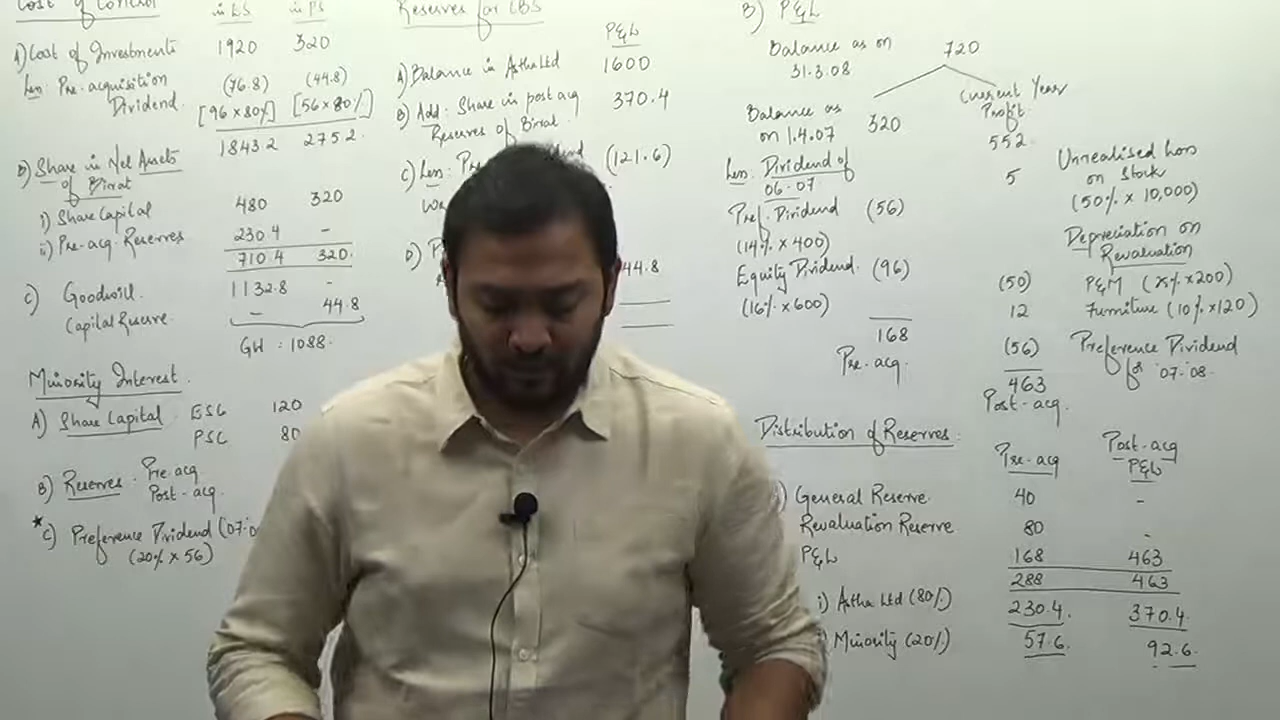 Cost of Control
in ES in PS
A) Cost of Investments 1920 320
Less: Pre-acquisition (76.8) (44.8)
Dividend. [96 x 80%] [56 x 80%]
1843.2 275.2
B) Share in Net Assets
of Birat
i) Share Capital 480 320
ii) Pre-acq. Reserves 230.4 -
710.4 320.
C) Goodwill 1132.8 -
Capital Reserve - 44.8
GW : 1088.
Minority Interest.
A) Share Capital ESC 120
PSC 80
B) Reserves : Pre-acq
Post-acq.
* C) Preference Dividend ('07-'0
(20% x 56)
Reserves for CBS
P&L
A) Balance in Astha Ltd 1600
B) Add: Share in post acq 370.4
Reserves of Birat.
C) Less: (121.6)
D)
44.8
B) P&L
Balance as on 720
31.3.08
Balance as
on 1.4.07 320
Current Year
Profit
552
Less: Dividend of
06-07
Pref. Dividend (56)
(14% x 400)
Equity Dividend. (96)
(16% x 600)
168
Pre-acq.
5 Unrealised Loss
on Stock
(50% x 10,000)
Depreciation on
Revaluation
(50) P&M (25% x 200)
12 Furniture (10% x 120)
(56) Preference Dividend
for '07-'08.
463
Post-acq.
Distribution of Reserves:
Pre-acq Post-acq
P&L
General Reserve 40 -
Revaluation Reserve 80 -
P&L 168 463
288 463
i) Astha Ltd (80%) 230.4. 370.4.
Minority (20%) 57.6. 92.6.